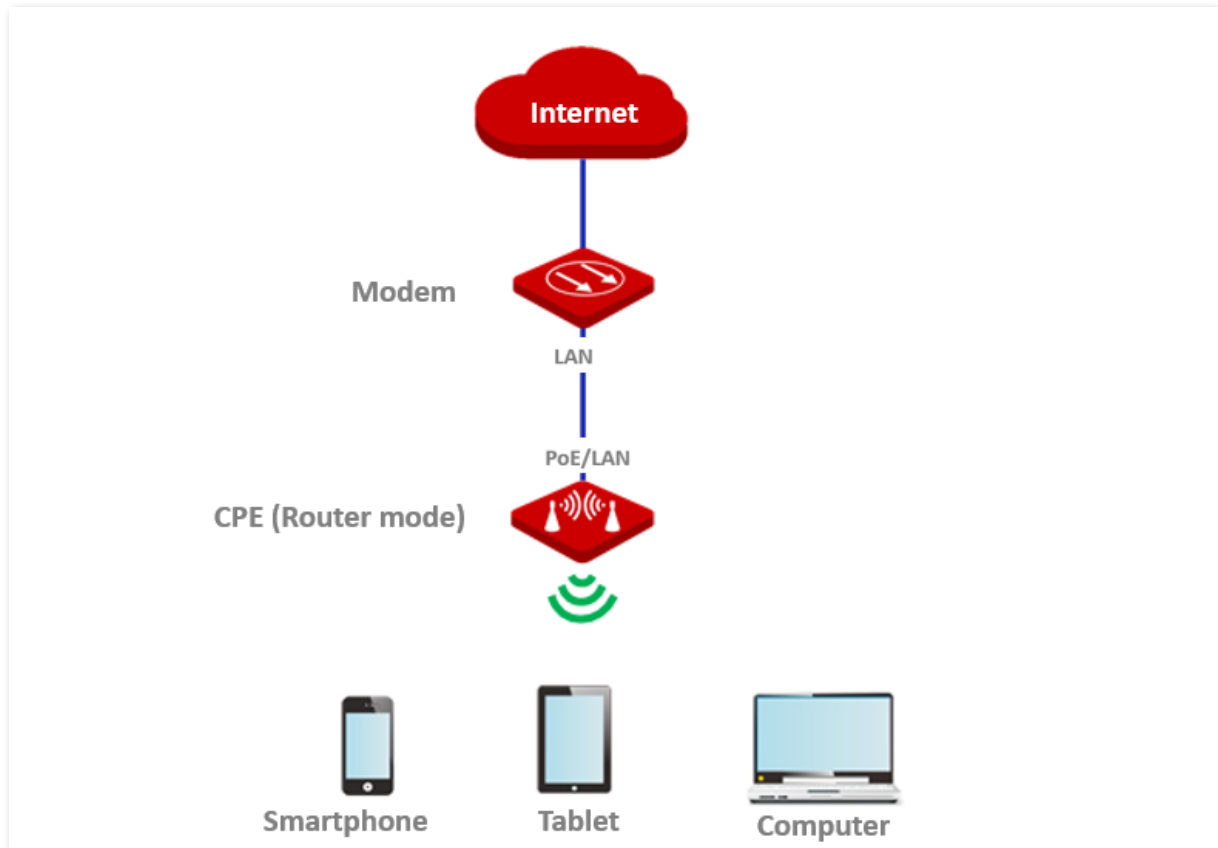 Internet
Modem
LAN
PoE/LAN
CPE (Router mode)
Smartphone
Tablet
Computer